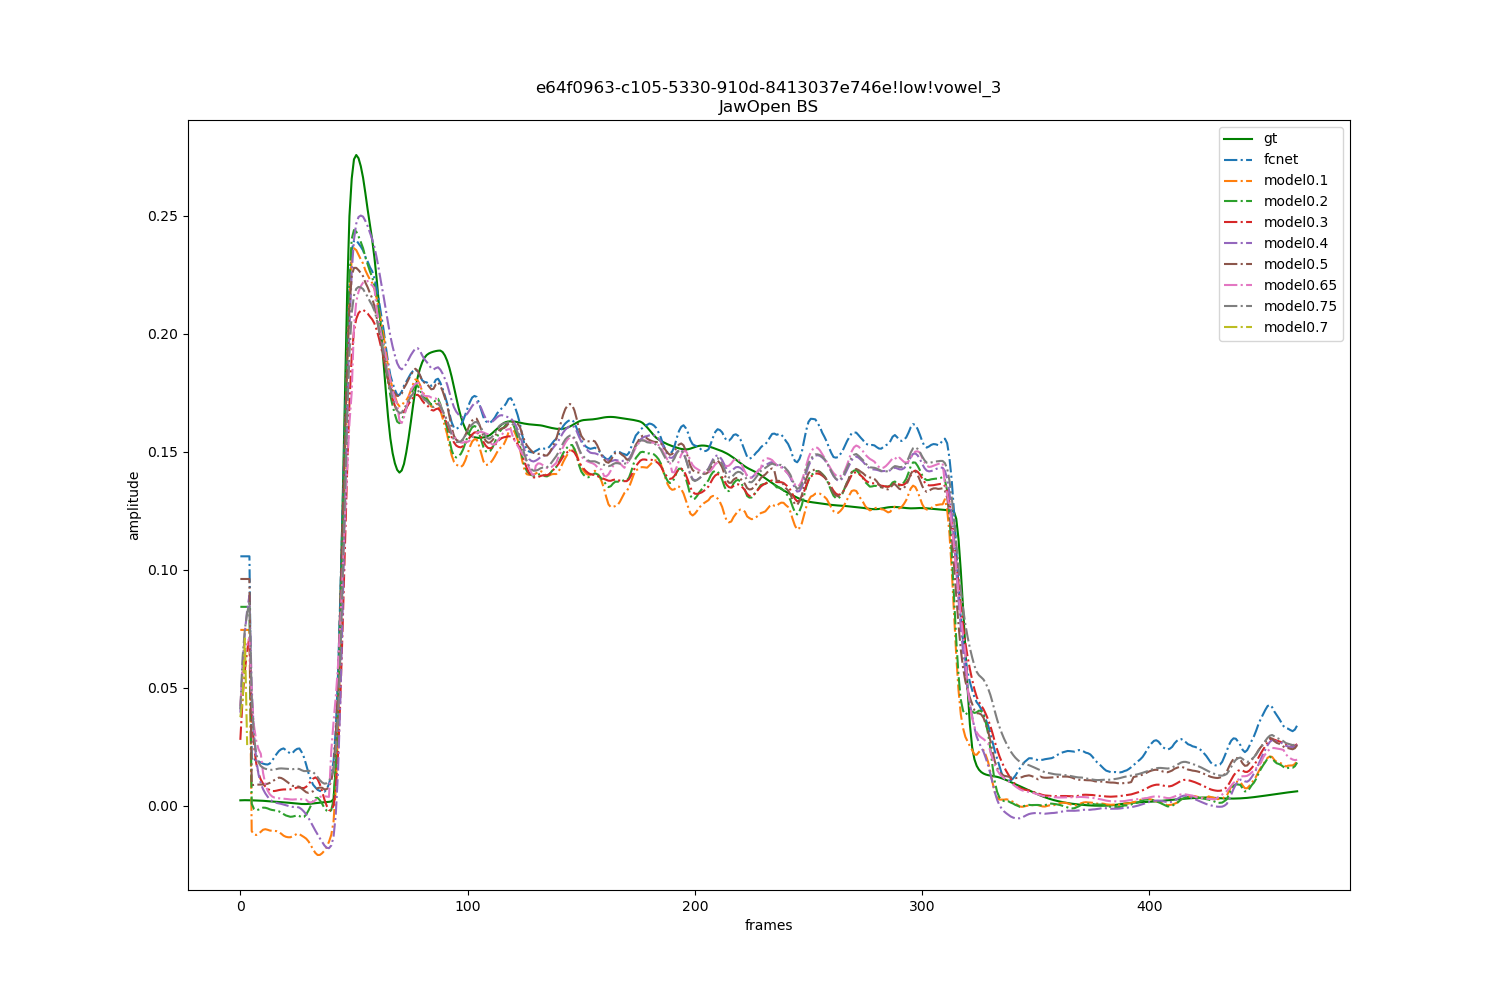 e64f0963-c105-5330-910d-8413037e746e!low!vowel_3
JawOpen BS
amplitude
0.25
0.20
0.15
0.10
0.05
0.00
0
100
200
300
400
frames
gt
fcnet
model0.1
model0.2
model0.3
model0.4
model0.5
model0.65
model0.75
model0.7